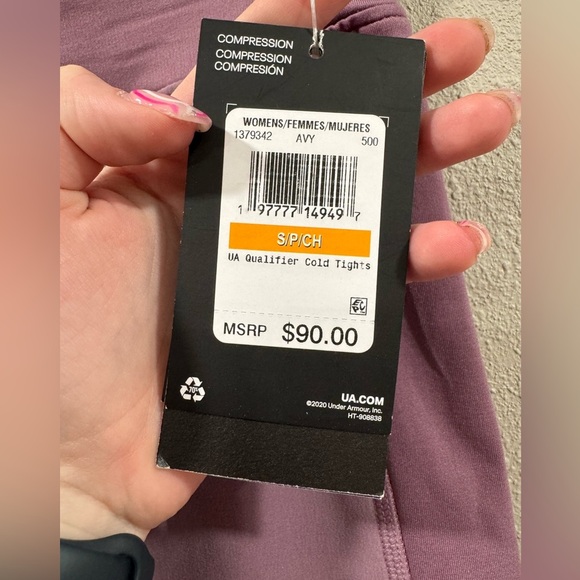 COMPRESSION
COMPRESSION
COMPRESIÓN
WOMENS/FEMMES/MUJERES
1379342 AVY 500
1 97777 14949 7
S/P/CH
UA Qualifier Cold Tights
MSRP $90.00
70%
UA.COM
©2020 Under Armour, Inc.
HT-908838